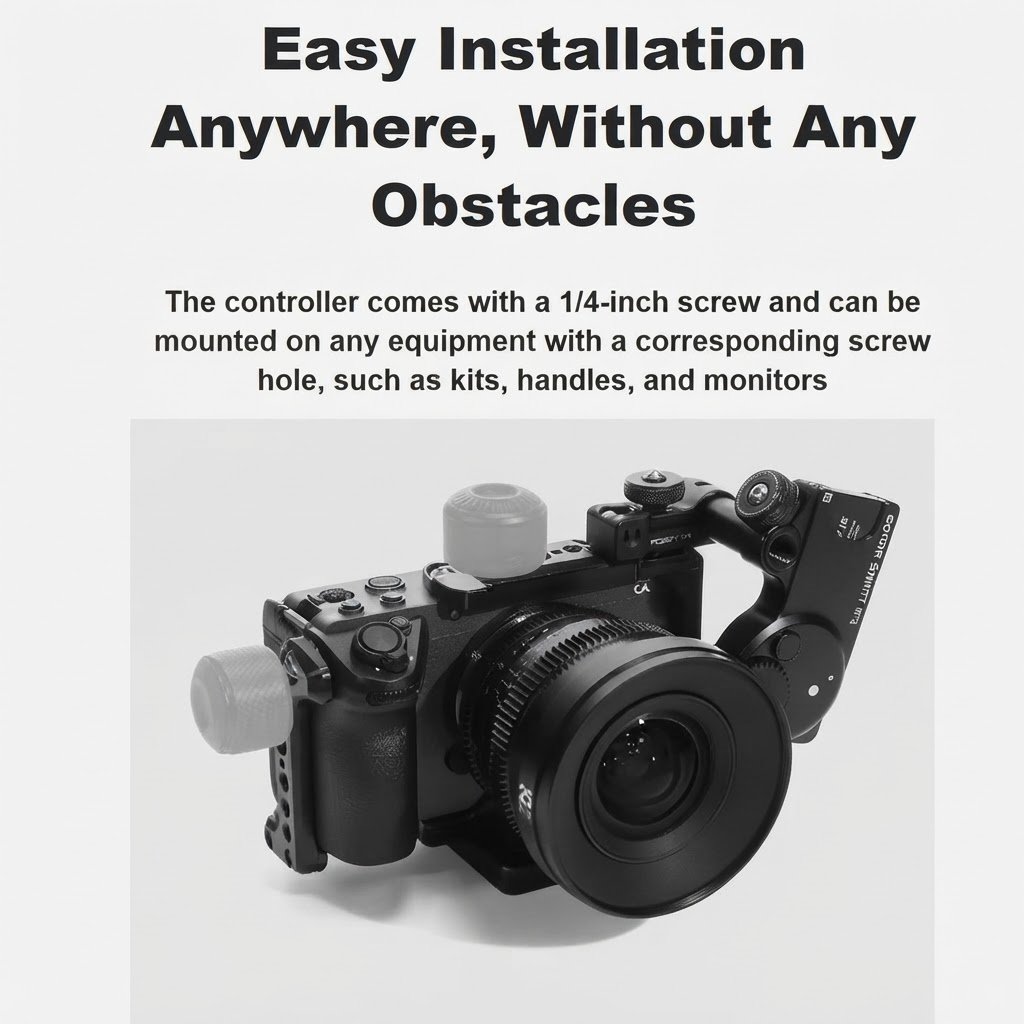 Easy Installation
Anywhere, Without Any
Obstacles
The controller comes with a 1/4-inch screw and can be
mounted on any equipment with a corresponding screw
hole, such as kits, handles, and monitors